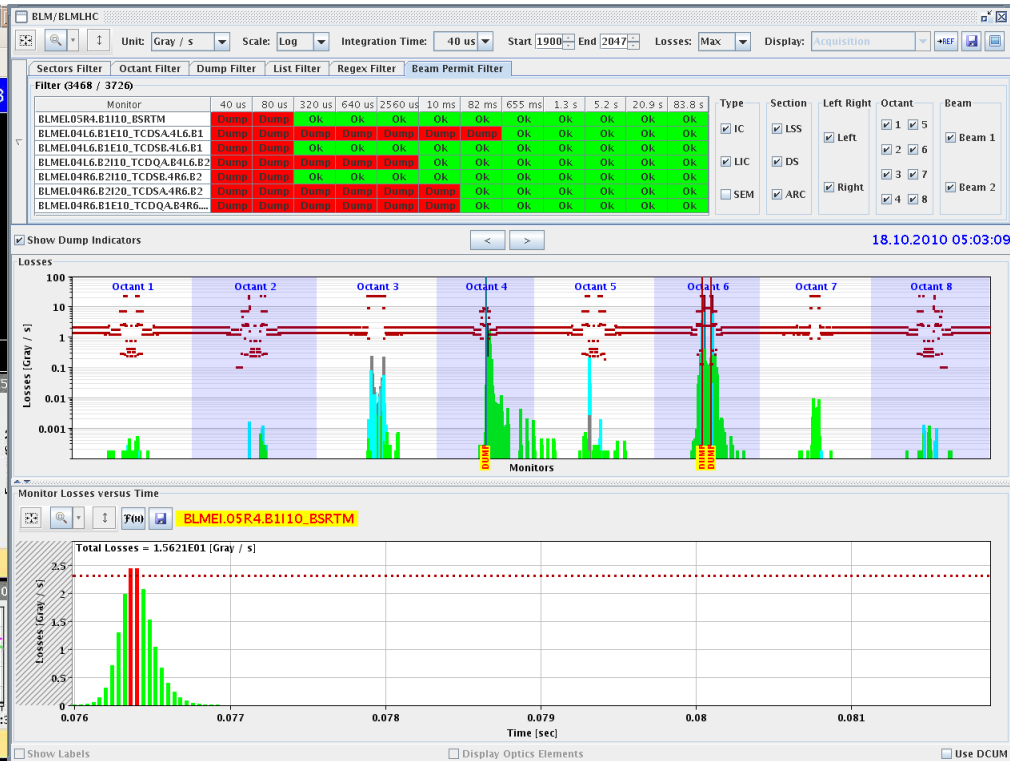 BLM/BLMLHC
Unit: Gray / s Scale: Log Integration Time: 40 us Start 1900 End 2047 Losses: Max Display: Acquisition →REF
Sectors Filter Octant Filter Dump Filter List Filter Regex Filter Beam Permit Filter
Filter (3468 / 3726)
Monitor 40 us 80 us 320 us 640 us 2560 us 10 ms 82 ms 655 ms 1.3 s 5.2 s 20.9 s 83.8 s
BLMEI.05R4.B1I10_BSRTM Dump Dump Ok Ok Ok Ok Ok Ok Ok Ok Ok Ok
BLMEI.04L6.B1E10_TCDSA.4L6.B1 Dump Dump Dump Dump Dump Dump Dump Ok Ok Ok Ok Ok
BLMEI.04L6.B1E10_TCDSB.4L6.B1 Dump Dump Ok Ok Ok Ok Ok Ok Ok Ok Ok Ok
BLMEI.04L6.B2I10_TCDQA.B4L6.B2 Dump Dump Dump Dump Dump Ok Ok Ok Ok Ok Ok Ok
BLMEI.04R6.B2I10_TCDSB.4R6.B2 Dump Dump Ok Ok Ok Ok Ok Ok Ok Ok Ok Ok
BLMEI.04R6.B2I20_TCDSA.4R6.B2 Dump Dump Dump Dump Dump Dump Ok Ok Ok Ok Ok Ok
BLMEI.04R6.B1E10_TCDQA.B4R6.... Dump Dump Dump Dump Dump Dump Ok Ok Ok Ok Ok Ok
Type Section Left Right Octant Beam
IC LSS Left 1 5 Beam 1
2 6
LIC DS 3 7
SEM ARC Right 4 8 Beam 2
Show Dump Indicators < > 18.10.2010 05:03:09
Losses
Octant 1 Octant 2 Octant 3 Octant 4 Octant 5 Octant 6 Octant 7 Octant 8
100
10
1
0.1
0.01
0.001
Losses [Gray / s]
DUMP DUMP DUMP
Monitors
Monitor Losses versus Time
F(x) BLMEI.05R4.B1I10_BSRTM
Total Losses = 1.5621E01 [Gray / s]
2.5
2
1.5
1
0.5
0
Losses [Gray / s]
0.076 0.077 0.078 0.079 0.08 0.081
Time [sec]
Show Labels Display Optics Elements Use DCUM